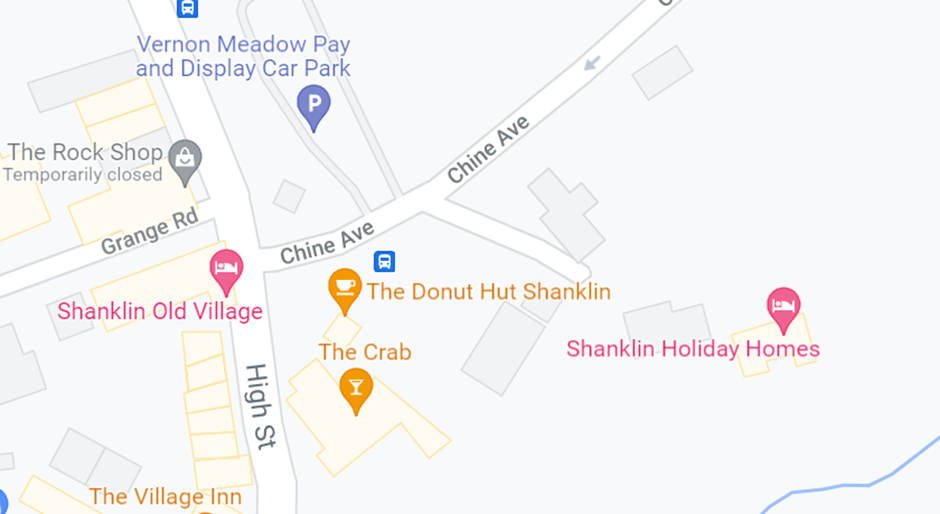 Vernon Meadow Pay
and Display Car Park
P
Chine Ave
The Rock Shop
Temporarily closed
Grange Rd
Chine Ave
The Donut Hut Shanklin
Shanklin Old Village
Shanklin Holiday Homes
The Crab
High St
The Village Inn